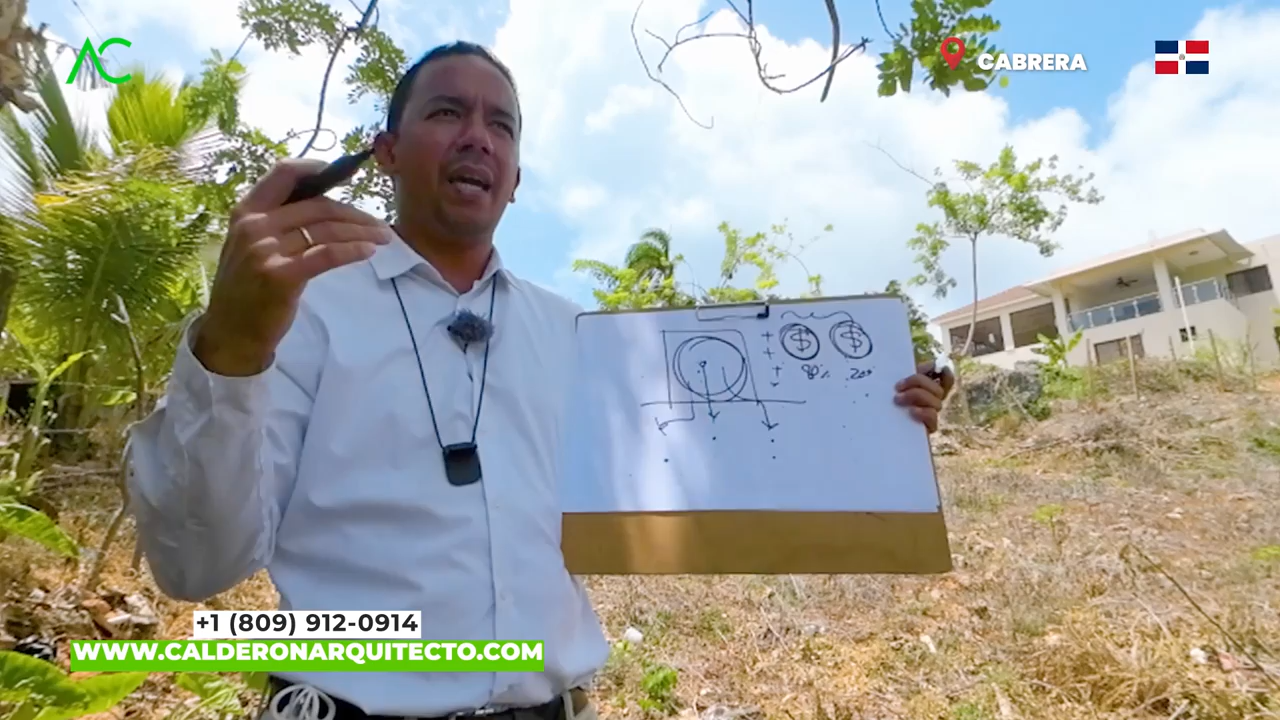 AC
CABRERA
+
+
+
$ $
80% 20%
+1 (809) 912-0914
WWW.CALDERONARQUITECTO.COM